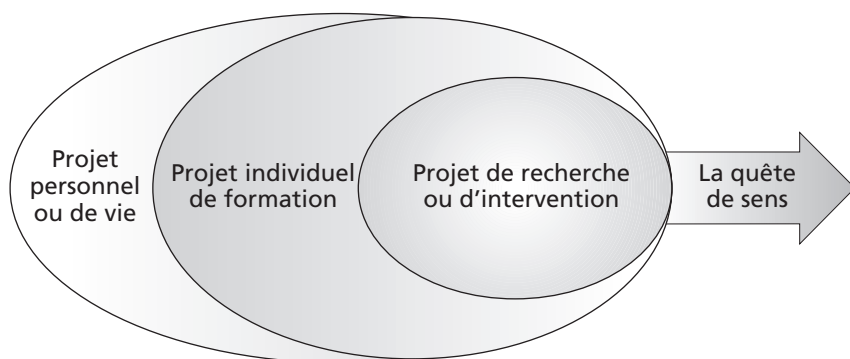 Projet
personnel
ou de vie
Projet individuel
de formation
Projet de recherche
ou d'intervention
La quête
de sens